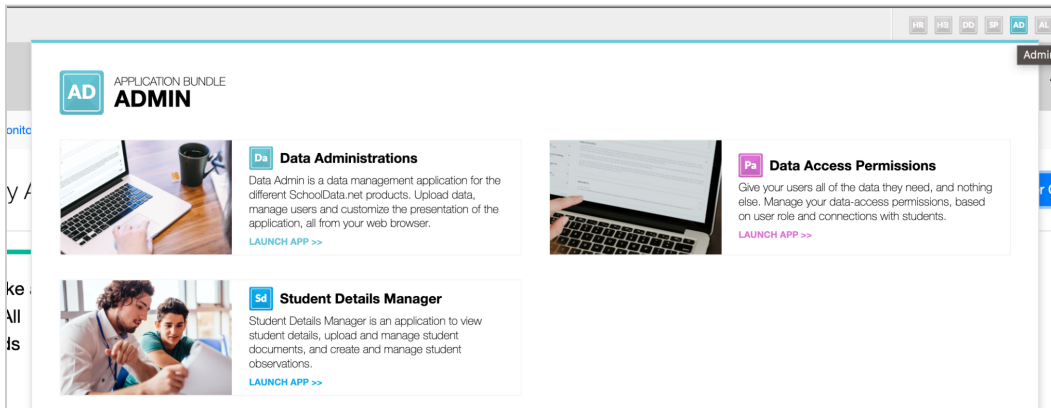 HR HB DD SP AD AL
Admin
AD
APPLICATION BUNDLE
ADMIN
onito
y A
r C
ke
All
ds
Da Data Administrations
Data Admin is a data management application for the
different SchoolData.net products. Upload data,
manage users and customize the presentation of the
application, all from your web browser.
LAUNCH APP >>
Pa Data Access Permissions
Give your users all of the data they need, and nothing
else. Manage your data-access permissions, based
on user role and connections with students.
LAUNCH APP >>
Sd Student Details Manager
Student Details Manager is an application to view
student details, upload and manage student
documents, and create and manage student
observations.
LAUNCH APP >>